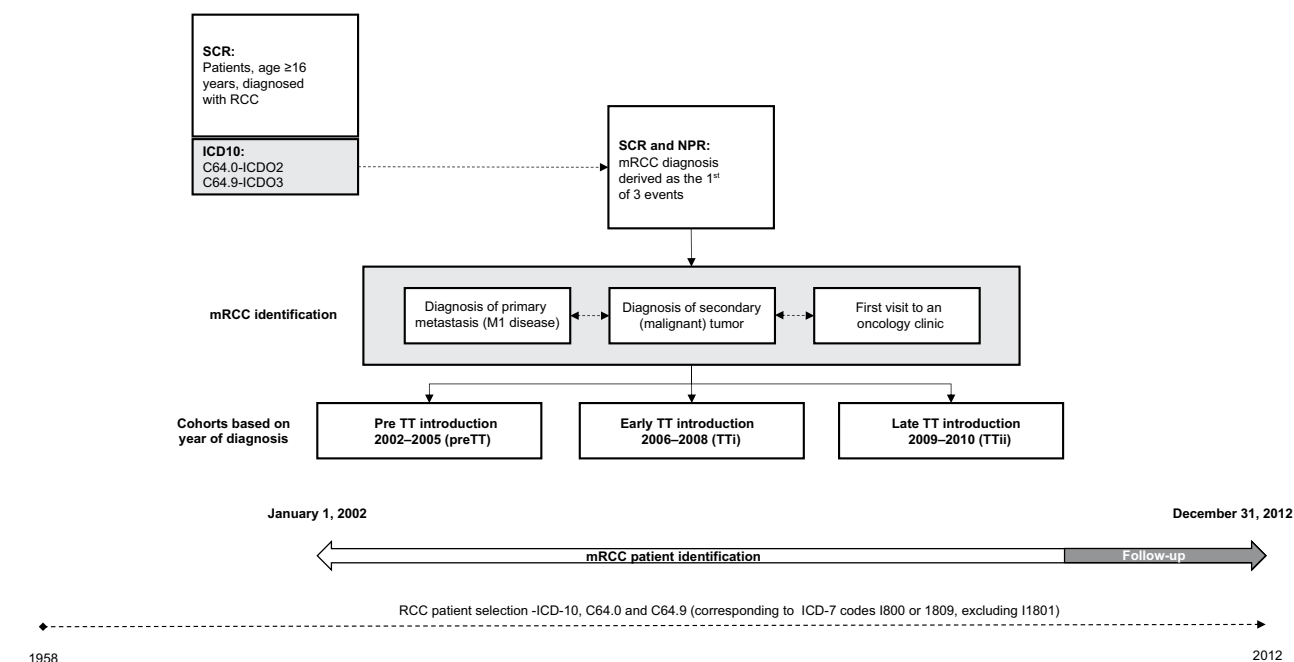 SCR:
Patients, age ≥16
years, diagnosed
with RCC
ICD10:
C64.0-ICDO2
C64.9-ICDO3
SCR and NPR:
mRCC diagnosis
derived as the 1st
of 3 events
mRCC identification
Diagnosis of primary
metastasis (M1 disease)
Diagnosis of secondary
(malignant) tumor
First visit to an
oncology clinic
Cohorts based on
year of diagnosis
Pre TT introduction
2002–2005 (preTT)
Early TT introduction
2006–2008 (TTi)
Late TT introduction
2009–2010 (TTii)
January 1, 2002
December 31, 2012
mRCC patient identification
Follow-up
RCC patient selection -ICD-10, C64.0 and C64.9 (corresponding to ICD-7 codes I800 or 1809, excluding I1801)
1958
2012